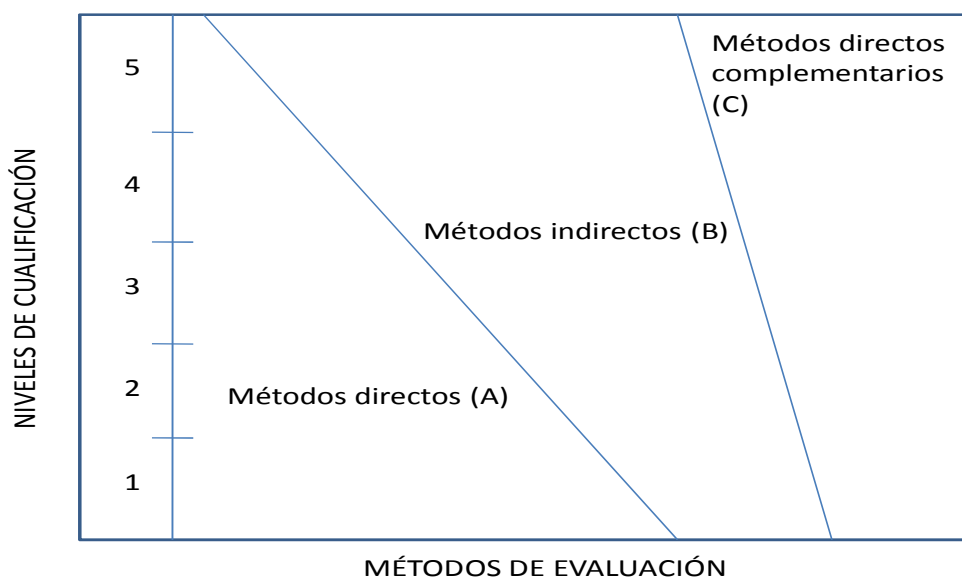 NIVELES DE CUALIFICACIÓN
5
4
3
2
1
Métodos directos
complementarios
(C)
Métodos indirectos (B)
Métodos directos (A)
MÉTODOS DE EVALUACIÓN